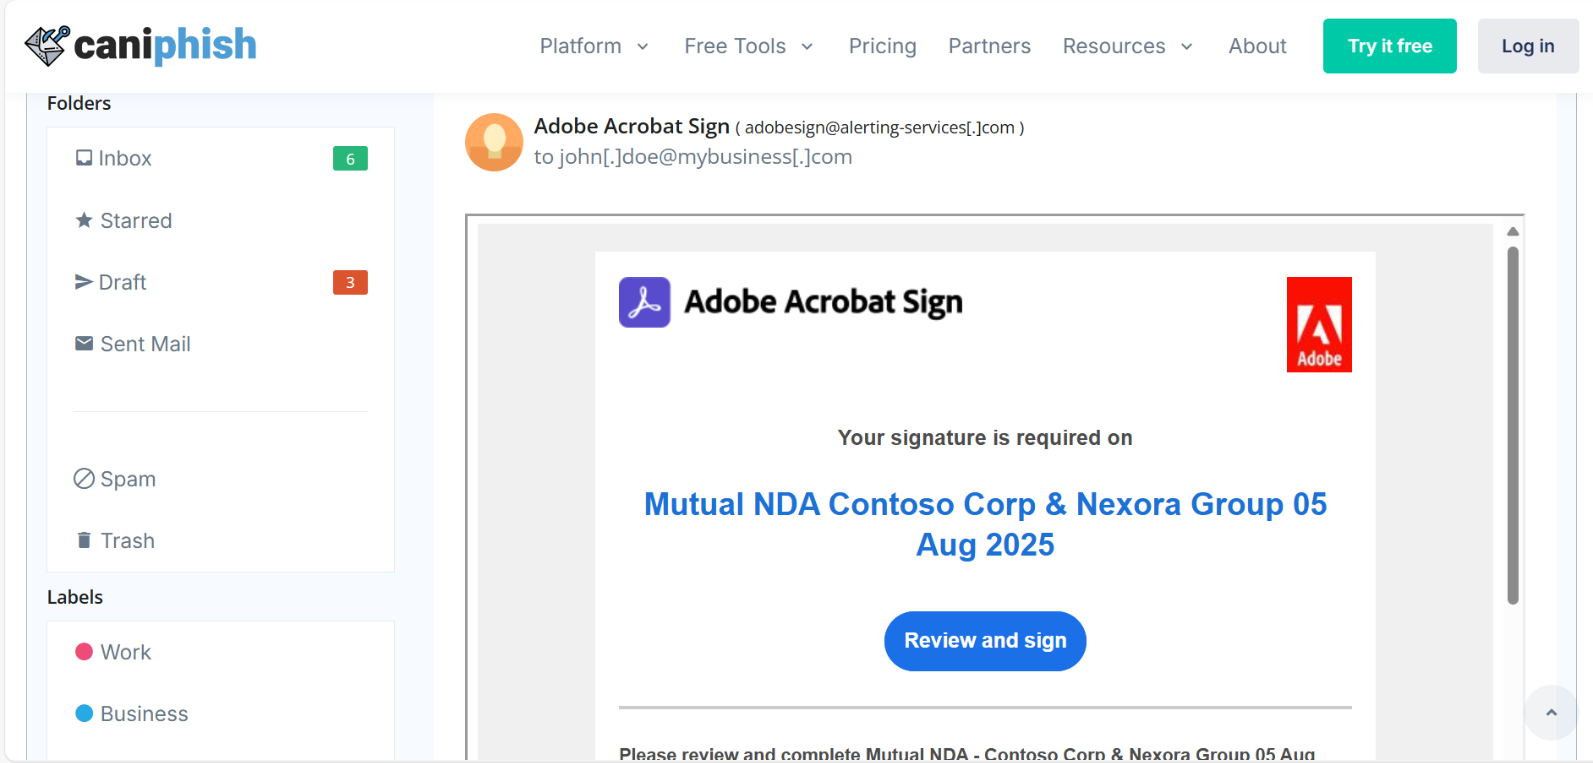 caniphish
Platform
Free Tools
Pricing
Partners
Resources
About
Try it free
Log in
Folders
Inbox 6
Starred
Draft 3
Sent Mail
Spam
Trash
Labels
Work
Business
Adobe Acrobat Sign ( adobesign@alerting-services[.]com )
to john[.]doe@mybusiness[.]com
Adobe Acrobat Sign
Adobe
Your signature is required on
Mutual NDA Contoso Corp & Nexora Group 05
Aug 2025
Review and sign
Please review and complete Mutual NDA - Contoso Corp & Nexora Group 05 Aug